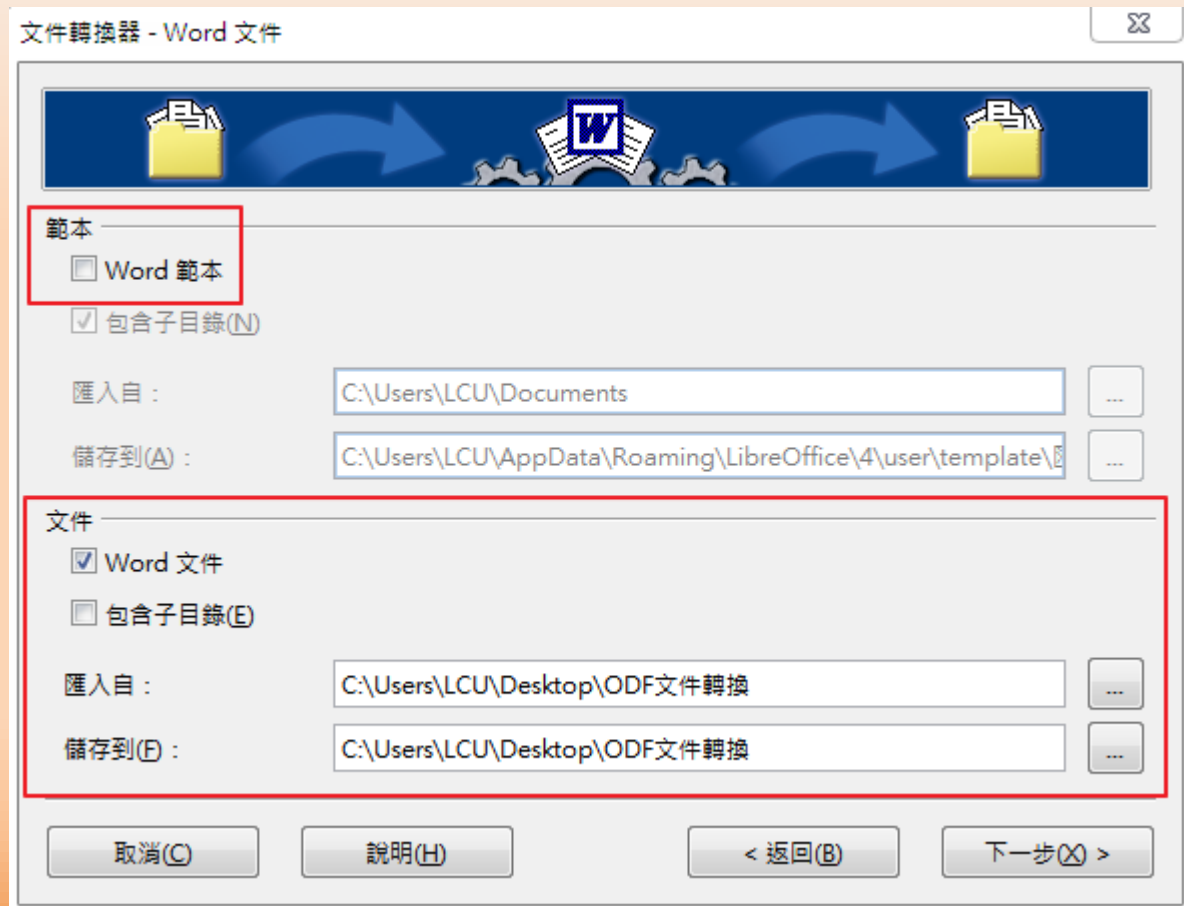 文件轉換器 - Word 文件
W
範本
Word 範本
包含子目錄(N)
匯入自：
C:\Users\LCU\Documents
...
儲存到(A)：
C:\Users\LCU\AppData\Roaming\LibreOffice\4\user\template\
...
文件
Word 文件
包含子目錄(E)
匯入自：
C:\Users\LCU\Desktop\ODF文件轉換
...
儲存到(F)：
C:\Users\LCU\Desktop\ODF文件轉換
...
取消(C)
說明(H)
< 返回(B)
下一步(X) >